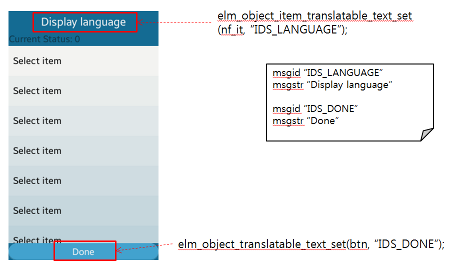 Display language
Current Status: 0
Select item
Select item
Select item
Select item
Select item
Select item
Select item
Done
elm_object_item_translatable_text_set
(nf_it, "IDS_LANGUAGE");
msgid "IDS_LANGUAGE"
msgstr "Display language"
msgid "IDS_DONE"
msgstr "Done"
elm_object_translatable_text_set(btn, "IDS_DONE");